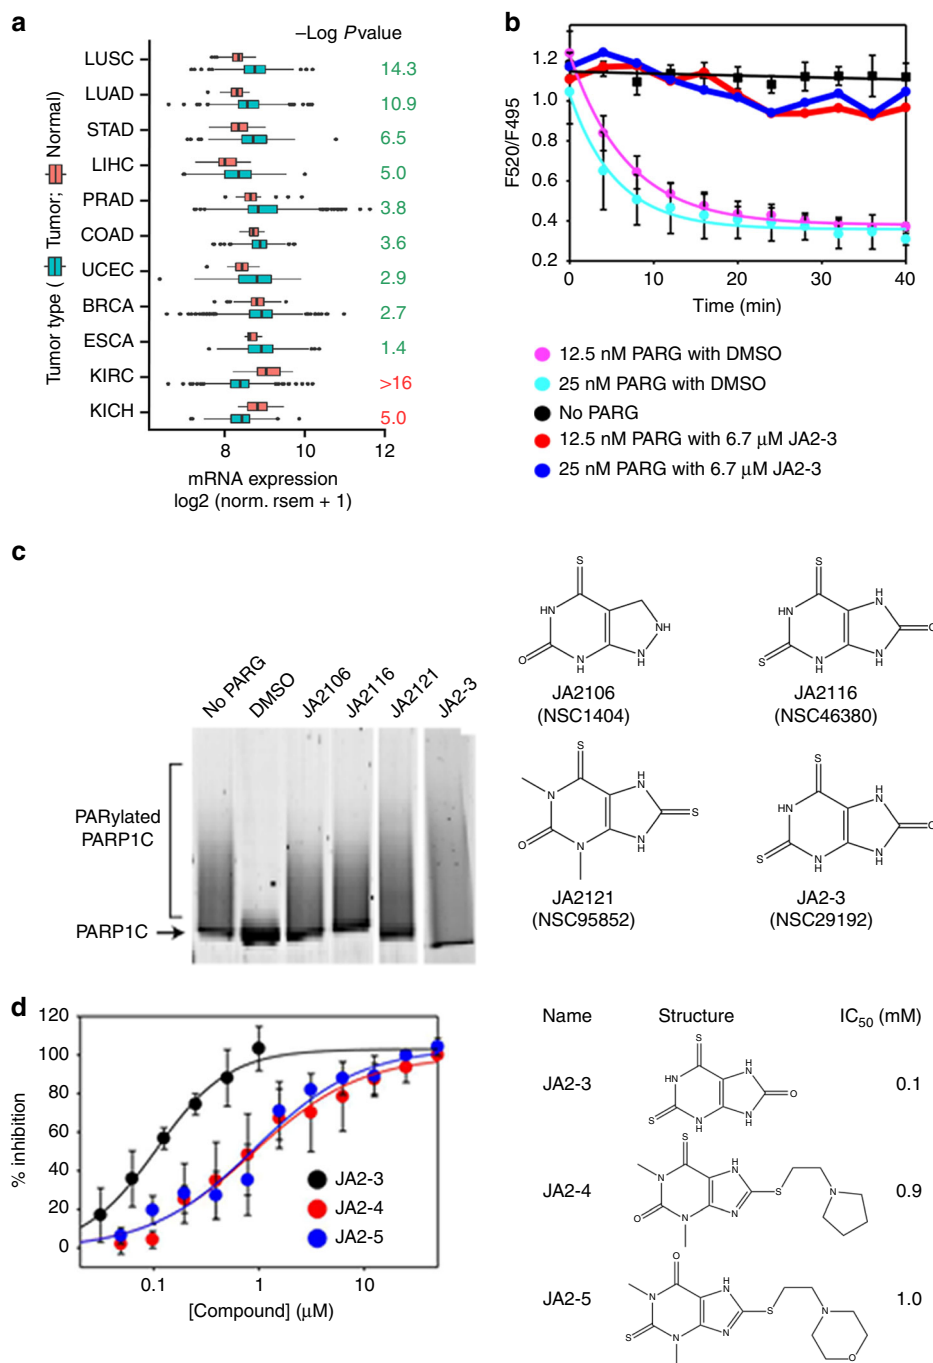 a
–Log Pvalue
Tumor type ( Tumor; Normal)
LUSC
14.3
LUAD
10.9
STAD
6.5
LIHC
5.0
PRAD
3.8
COAD
3.6
UCEC
2.9
BRCA
2.7
ESCA
1.4
KIRC
>16
KICH
5.0
8 10 12
mRNA expression
log2 (norm. rsem + 1)
b
F520/F495
1.2
1.0
0.8
0.6
0.4
0.2
0 10 20 30 40
Time (min)
12.5 nM PARG with DMSO
25 nM PARG with DMSO
No PARG
12.5 nM PARG with 6.7 μM JA2-3
25 nM PARG with 6.7 μM JA2-3
c
No PARG
DMSO
JA2106
JA2116
JA2121
JA2-3
PARylated
PARP1C
PARP1C
S
HN
NH
O
N
H
N
H
JA2106
(NSC1404)
S
H
N
HN
O
S
N
H
N
H
JA2116
(NSC46380)
S
H
N
N
S
O
N
N
H
JA2121
(NSC95852)
S
H
N
HN
O
S
N
H
N
H
JA2-3
(NSC29192)
d
% inhibition
120
100
80
60
40
20
0
JA2-3
JA2-4
JA2-5
0.1 1 10
[Compound] (μM)
Name Structure IC50 (mM)
JA2-3
S
H
N
HN
O
S
N
H
N
H
0.1
JA2-4
S
H
N
N
S
N
O
N
N
0.9
JA2-5
O
H
N
N
S
N
S
N
N
O
1.0